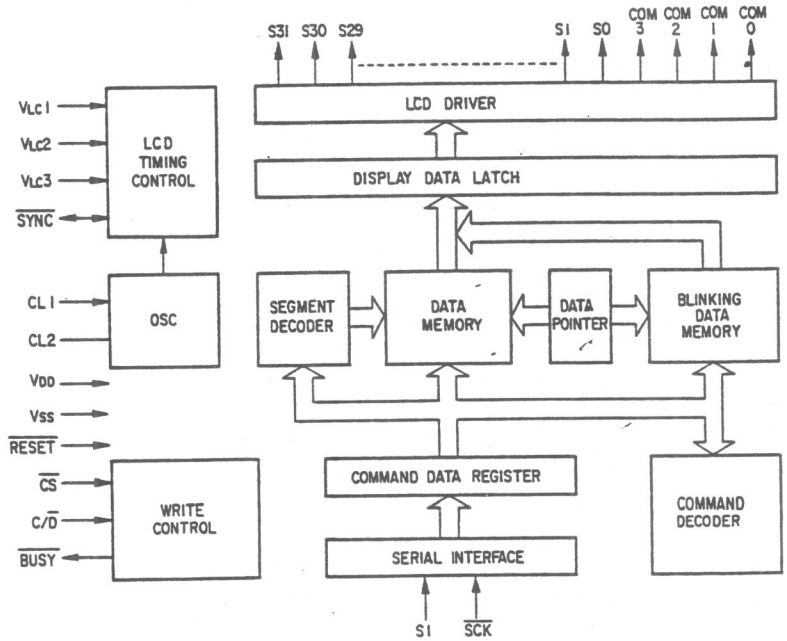 S31 S30 S29 S1 S0 COM 3 COM 2 COM 1 COM 0
LCD DRIVER
DISPLAY DATA LATCH
VLC1
VLC2
VLC3
SYNC
LCD
TIMING
CONTROL
CL1
CL2
OSC
SEGMENT
DECODER
DATA
MEMORY
DATA
POINTER
BLINKING
DATA
MEMORY
VDD
VSS
RESET
CS
C/D
BUSY
WRITE
CONTROL
COMMAND DATA REGISTER
SERIAL INTERFACE
COMMAND
DECODER
SI
SCK